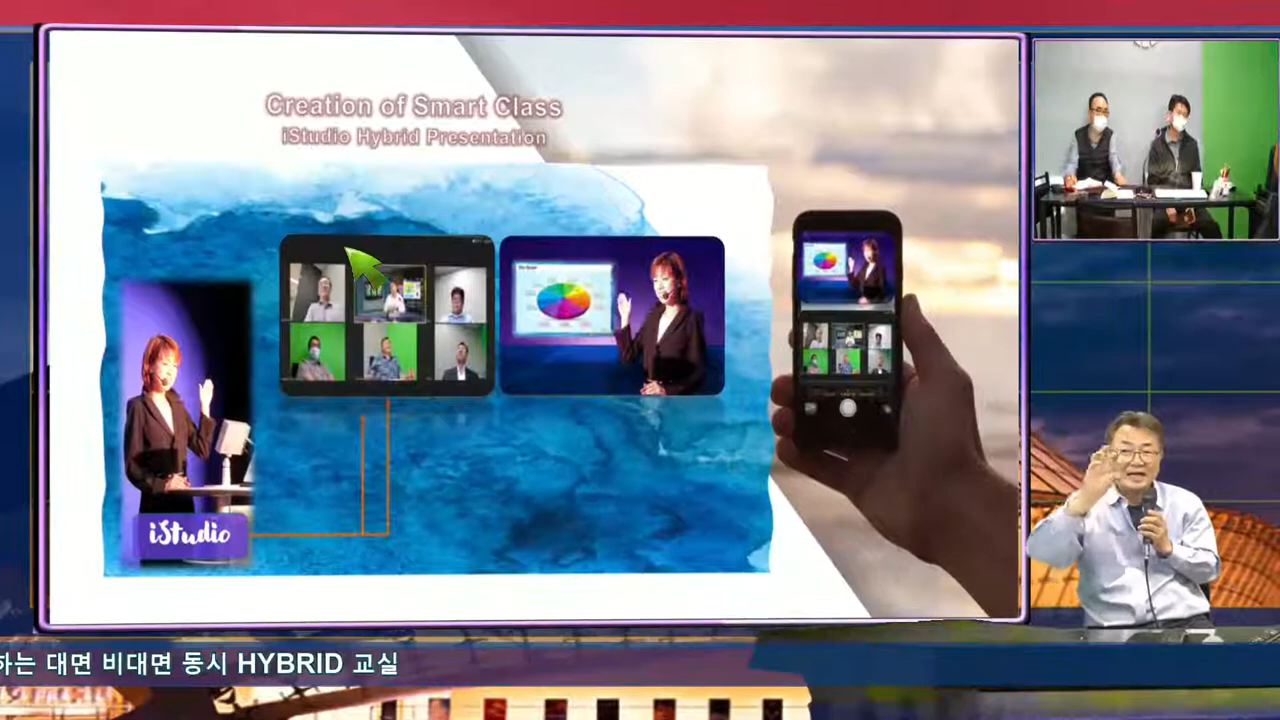 Creation of Smart Class
iStudio Hybrid Presentation
iStudio
하는 대면 비대면 동시 HYBRID 교실